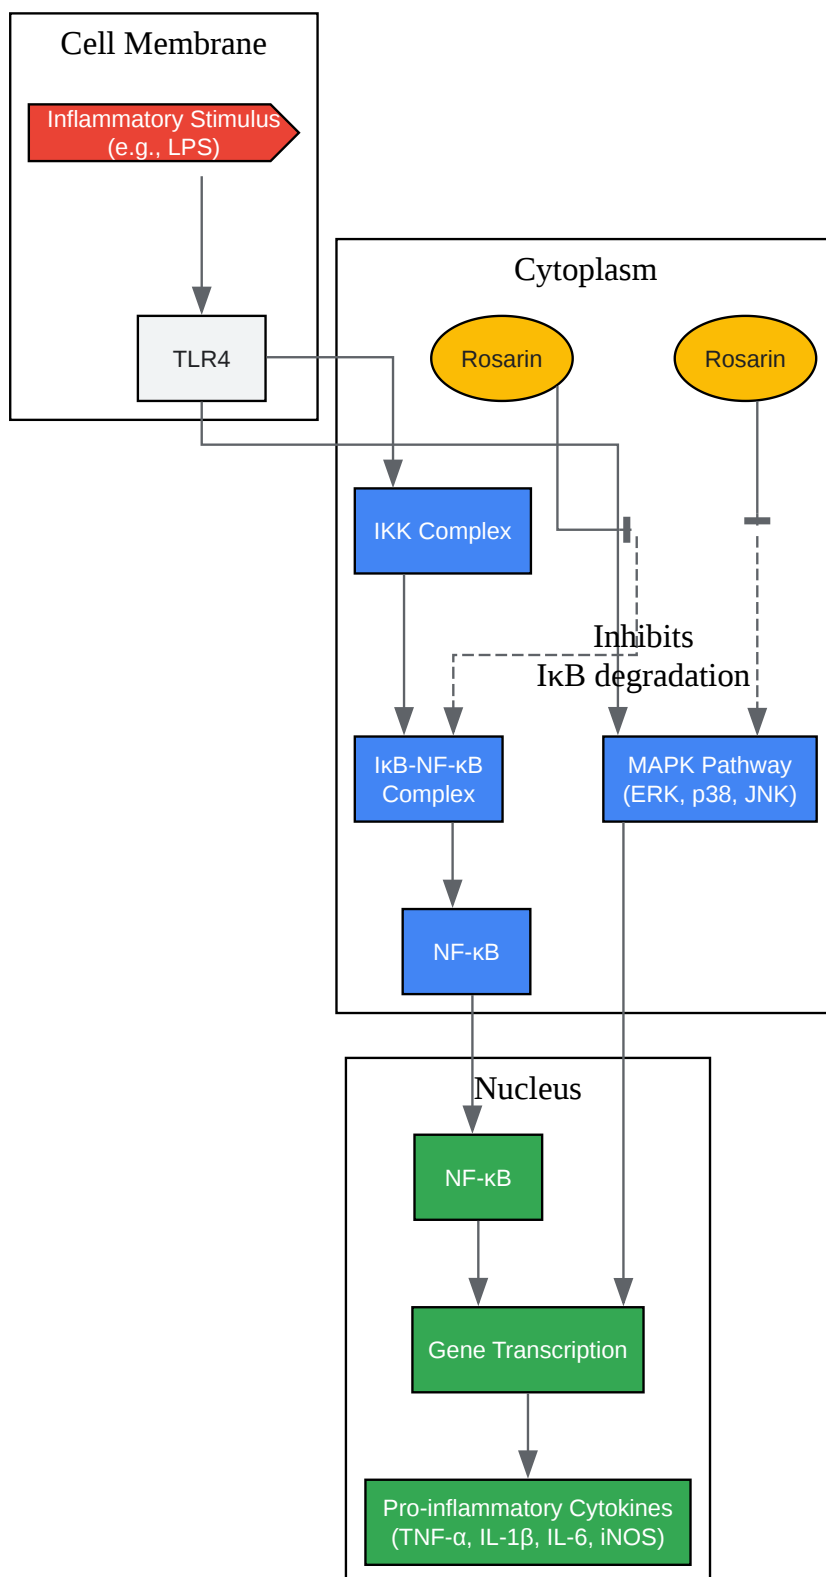 Cell Membrane
Inflammatory Stimulus
(e.g., LPS)
TLR4
Cytoplasm
Rosarin
Rosarin
IKK Complex
Inhibits
IκB degradation
IκB-NF-κB
Complex
MAPK Pathway
(ERK, p38, JNK)
NF-κB
Nucleus
NF-κB
Gene Transcription
Pro-inflammatory Cytokines
(TNF-α, IL-1β, IL-6, iNOS)